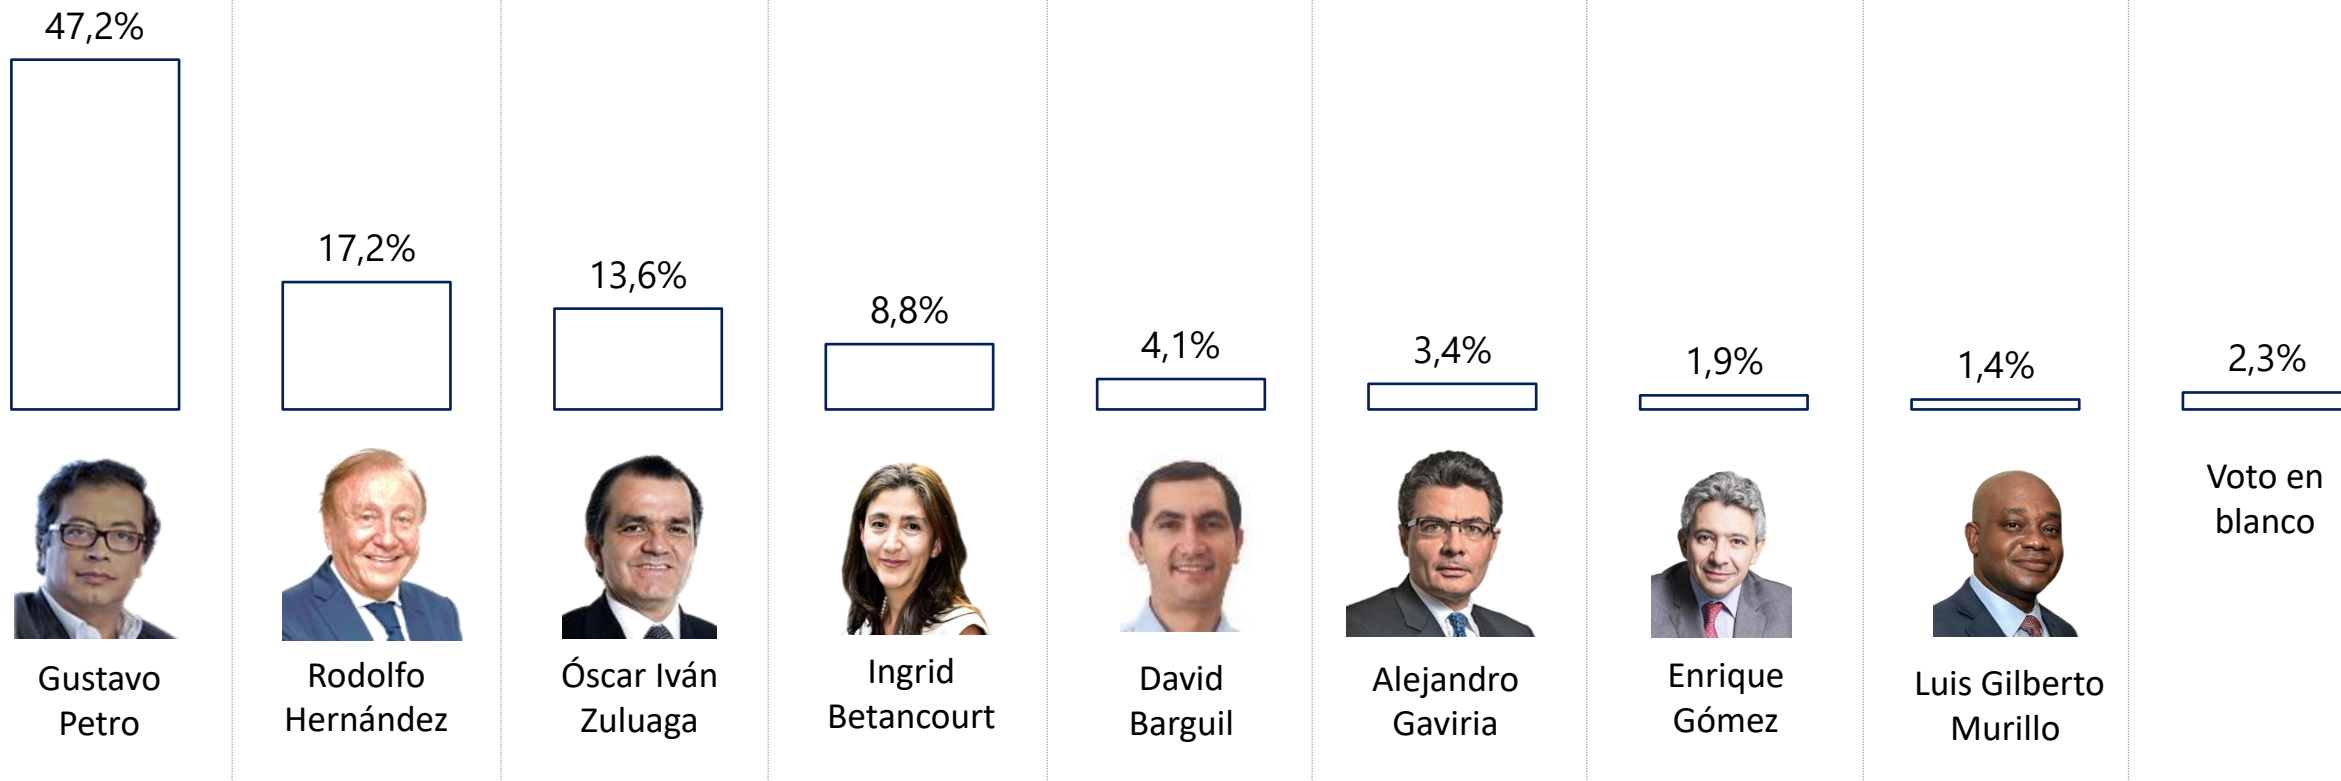 47,2%
17,2%
13,6%
8,8%
4,1%
3,4%
1,9%
1,4%
2,3%
Gustavo
Petro
Rodolfo
Hernández
Óscar Iván
Zuluaga
Ingrid
Betancourt
David
Barguil
Alejandro
Gaviria
Enrique
Gómez
Luis Gilberto
Murillo
Voto en
blanco